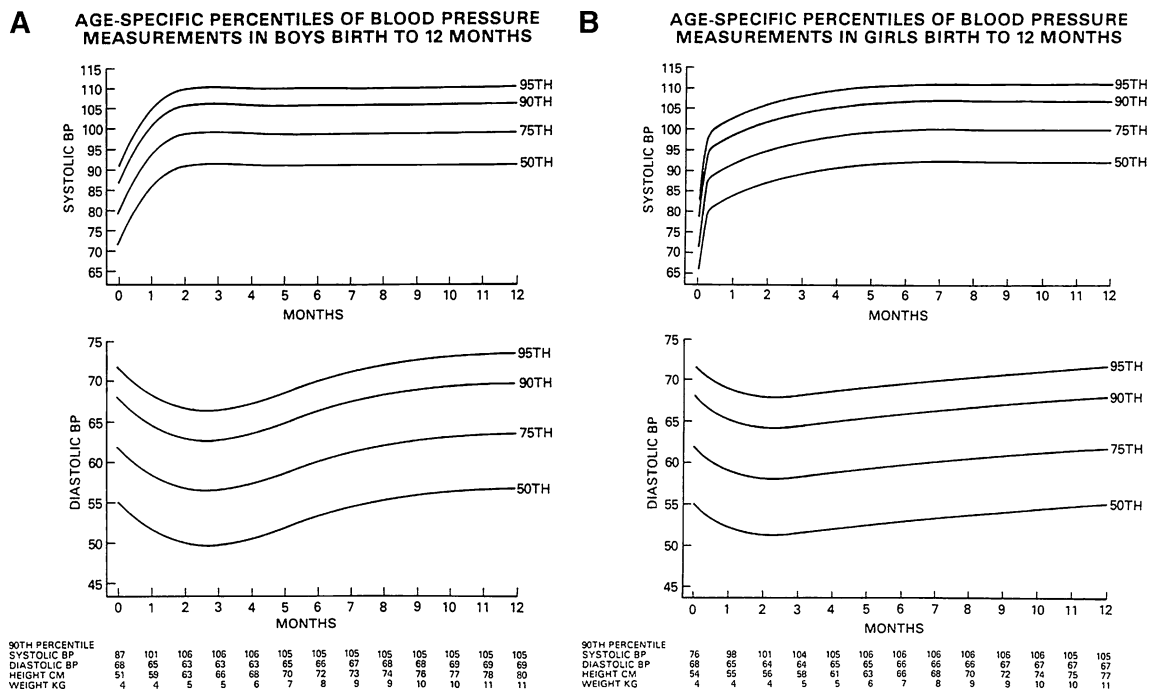 A
AGE-SPECIFIC PERCENTILES OF BLOOD PRESSURE
MEASUREMENTS IN BOYS BIRTH TO 12 MONTHS
SYSTOLIC BP
115
110
105
100
95
90
85
80
75
70
65
95TH
90TH
75TH
50TH
0 1 2 3 4 5 6 7 8 9 10 11 12
MONTHS
DIASTOLIC BP
75
70
65
60
55
50
45
95TH
90TH
75TH
50TH
0 1 2 3 4 5 6 7 8 9 10 11 12
MONTHS
90TH PERCENTILE
SYSTOLIC BP 87 101 106 106 106 105 105 105 105 105 105 105 105
DIASTOLIC BP 68 65 63 63 63 65 66 67 68 68 69 69 69
HEIGHT CM 51 59 63 66 68 70 72 73 74 76 77 78 80
WEIGHT KG 4 4 5 5 6 7 8 9 9 10 10 11 11
B
AGE-SPECIFIC PERCENTILES OF BLOOD PRESSURE
MEASUREMENTS IN GIRLS BIRTH TO 12 MONTHS
SYSTOLIC BP
115
110
105
100
95
90
85
80
75
70
65
95TH
90TH
75TH
50TH
0 1 2 3 4 5 6 7 8 9 10 11 12
MONTHS
DIASTOLIC BP
75
70
65
60
55
50
45
95TH
90TH
75TH
50TH
0 1 2 3 4 5 6 7 8 9 10 11 12
MONTHS
90TH PERCENTILE
SYSTOLIC BP 76 98 101 104 105 106 106 106 106 106 106 105 105
DIASTOLIC BP 68 65 64 64 65 65 66 66 66 67 67 67 67
HEIGHT CM 54 55 56 58 61 63 66 68 70 72 74 75 77
WEIGHT KG 4 4 4 5 5 6 7 8 9 9 10 10 11